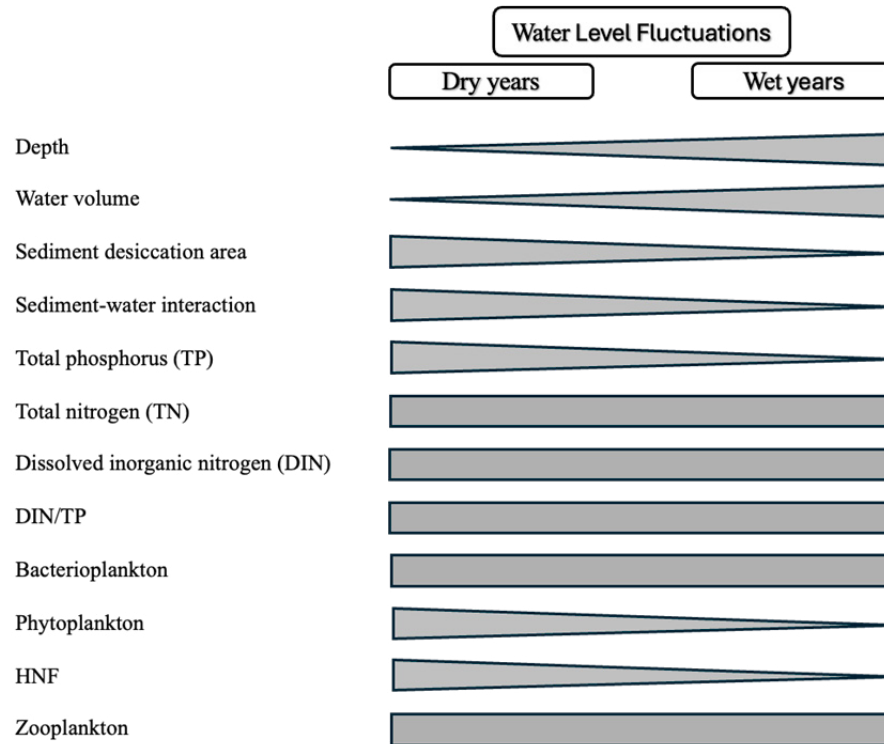 Water Level Fluctuations
Dry years
Wet years
Depth
Water volume
Sediment desiccation area
Sediment-water interaction
Total phosphorus (TP)
Total nitrogen (TN)
Dissolved inorganic nitrogen (DIN)
DIN/TP
Bacterioplankton
Phytoplankton
HNF
Zooplankton